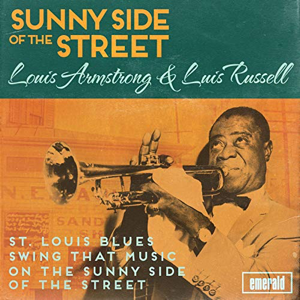 SUNNY SIDE
OF THE STREET
Louis Armstrong & Luis Russell
ST. LOUIS BLUES
SWING THAT MUSIC
ON THE SUNNY SIDE
OF THE STREET
emerald